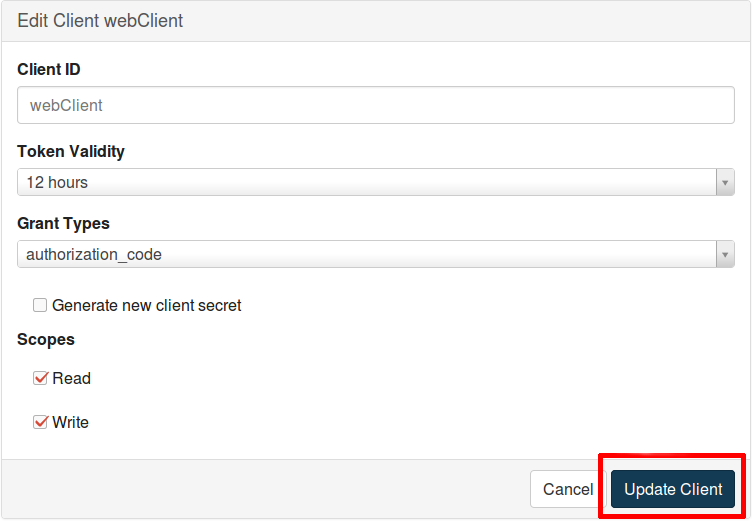 Edit Client webClient
Client ID
webClient
Token Validity
12 hours
Grant Types
authorization_code
Generate new client secret
Scopes
Read
Write
Cancel Update Client